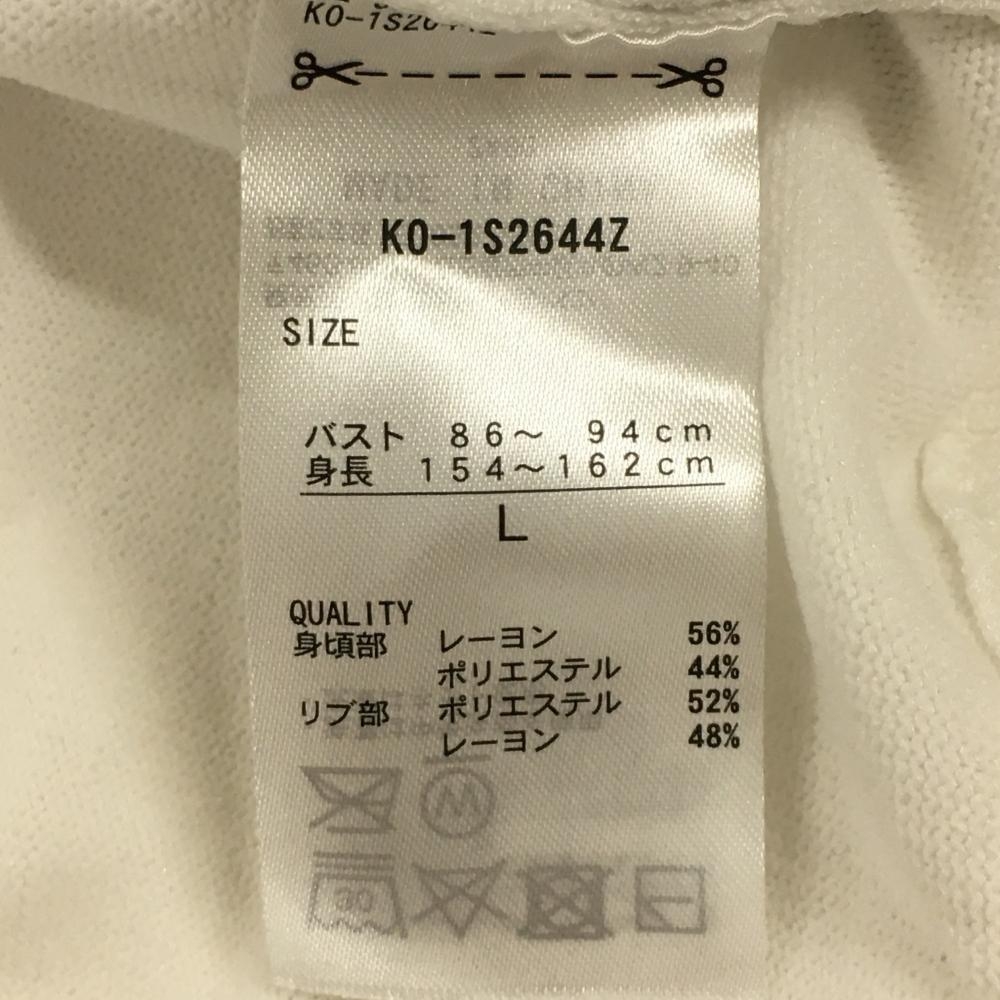 KO-1S2644Z
KO-1S2644Z
SIZE
バスト 86～ 94cm
身長 154～162cm
L
QUALITY
身頃部 レーヨン 56%
ポリエステル 44%
リブ部 ポリエステル 52%
レーヨン 48%